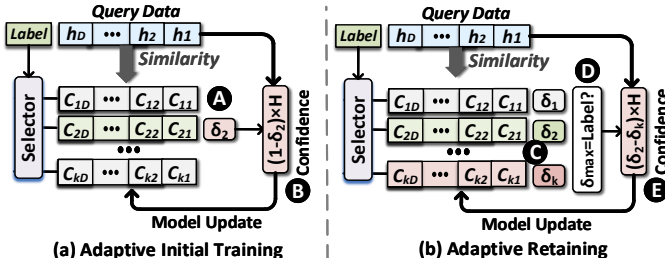 Query Data
Label h_D ••• h_2 h_1
Similarity
Selector
C_1D ••• C_12 C_11 A
C_2D ••• C_22 C_21 δ_2
•••
C_kD ••• C_k2 C_k1
(1-δ_2)×H
Confidence
B
Model Update
(a) Adaptive Initial Training
Query Data
Label h_D ••• h_2 h_1
Similarity
D
Selector
C_1D ••• C_12 C_11 δ_1
C_2D ••• C_22 C_21 δ_2
••• C
C_kD ••• C_k2 C_k1 δ_k
δmax=Label?
(δ_2-δ_k)×H
Confidence
E
Model Update
(b) Adaptive Retaining